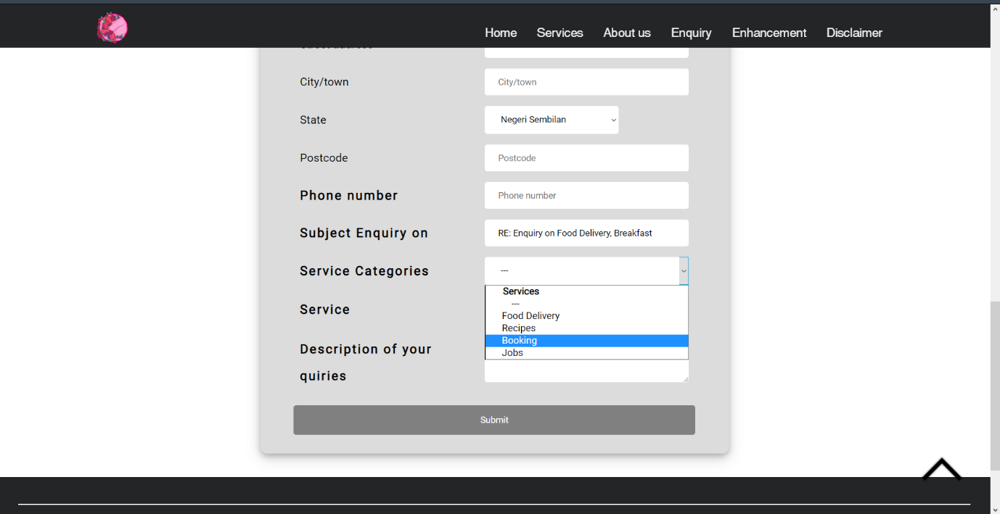 Home Services About us Enquiry Enhancement Disclaimer
City/town City/town
State Negeri Sembilan
Postcode Postcode
Phone number Phone number
Subject Enquiry on RE: Enquiry on Food Delivery, Breakfast
Service Categories ---
Services
---
Service
Food Delivery
Recipes
Booking
Description of your
Jobs
quiries
Submit